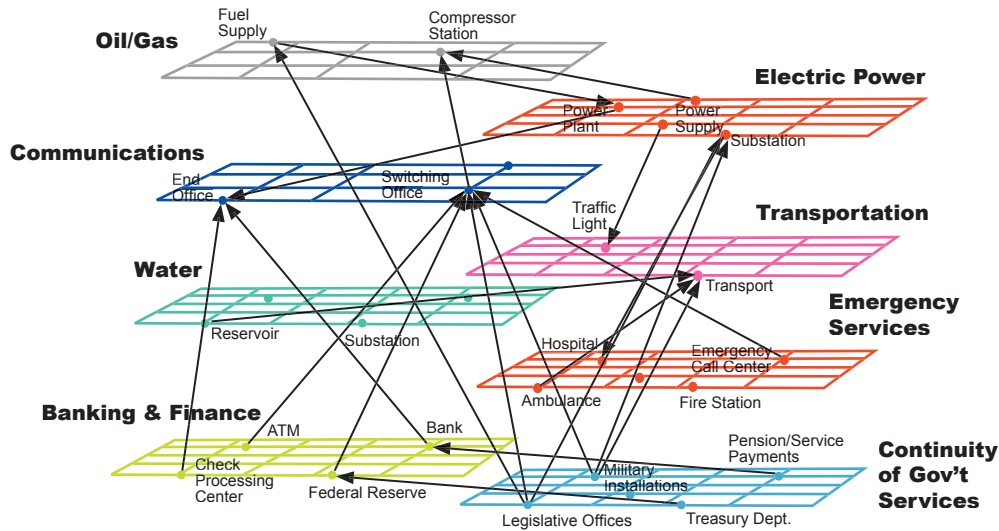 Fuel
Supply
Compressor
Station
Oil/Gas
Electric Power
Power
Plant
Power
Supply
Substation
Communications
End
Office
Switching
Office
Traffic
Light
Transportation
Water
Transport
Reservoir
Substation
Emergency
Services
Hospital
Emergency
Call Center
Ambulance
Fire Station
Banking & Finance
ATM
Bank
Pension/Service
Payments
Continuity
of Gov't
Services
Check
Processing
Center
Federal Reserve
Military
Installations
Legislative Offices
Treasury Dept.